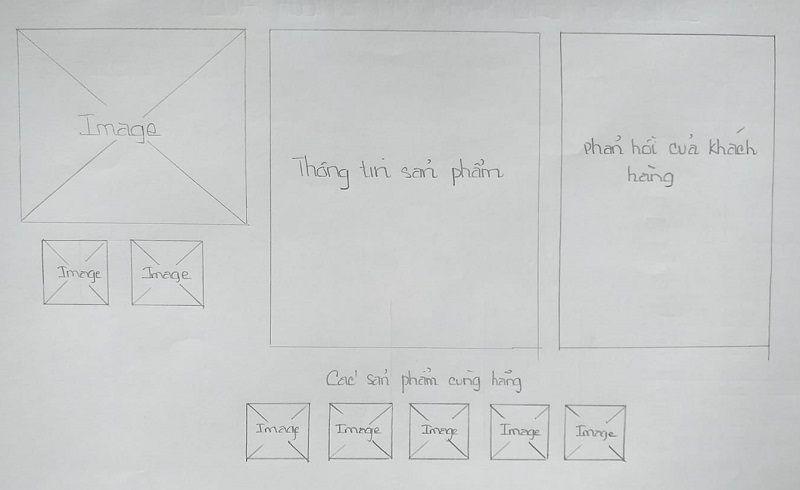 Image
Image
Image
Thông tin sản phẩm
phản hồi của khách
hàng
Các sản phẩm cùng hãng
Image
Image
Image
Image
Image